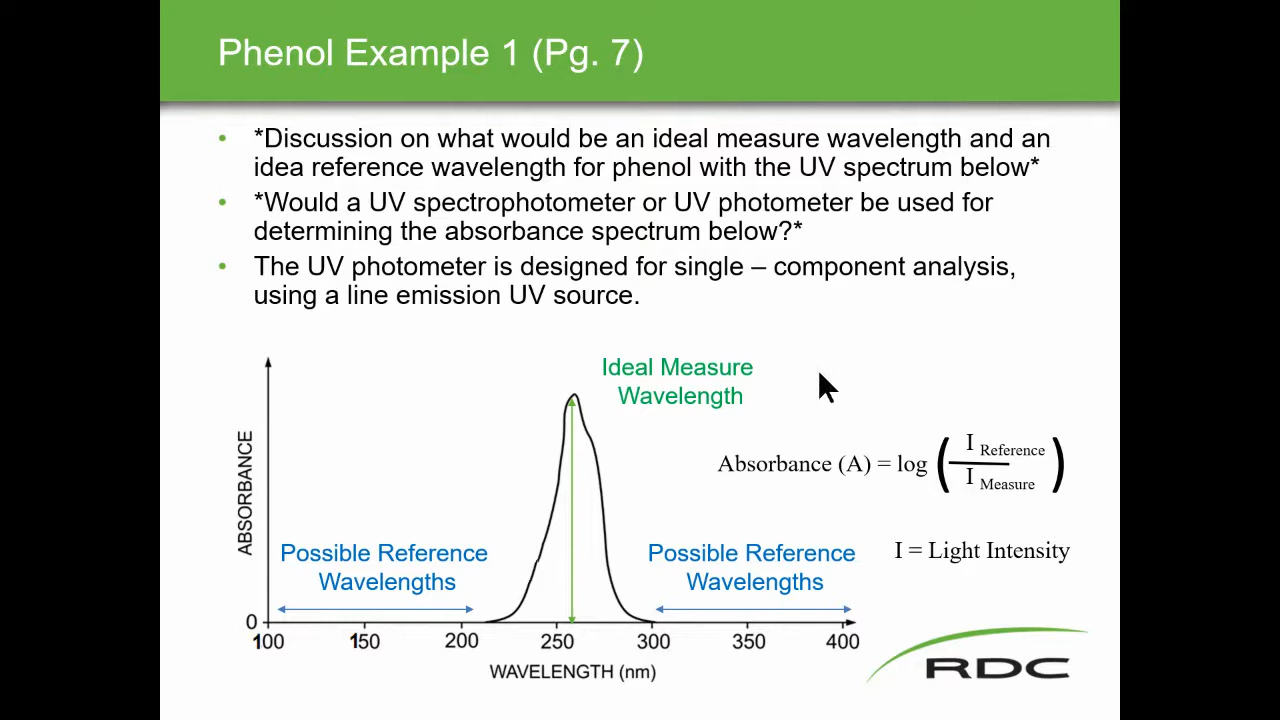 Phenol Example 1 (Pg. 7)
• *Discussion on what would be an ideal measure wavelength and an
idea reference wavelength for phenol with the UV spectrum below*
• *Would a UV spectrophotometer or UV photometer be used for
determining the absorbance spectrum below?*
• The UV photometer is designed for single – component analysis,
using a line emission UV source.
Ideal Measure
Wavelength
Absorbance (A) = log ( I Reference
I Measure )
ABSORBANCE
Possible Reference
Wavelengths
Possible Reference
Wavelengths
I = Light Intensity
0
100 150 200 250 300 350 400
WAVELENGTH (nm)
RDC